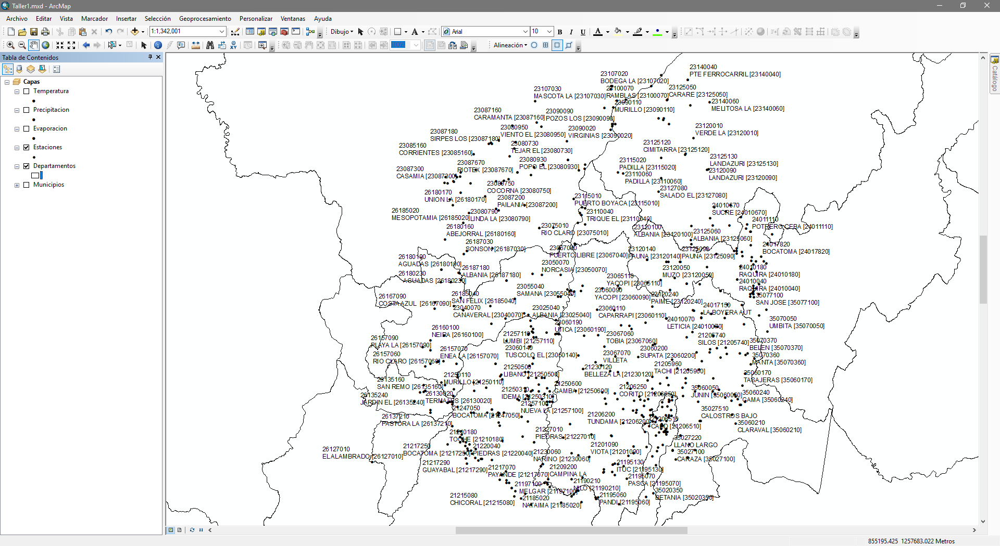 Taller1.mxd - ArcMap
Archivo Editar Vista Marcador Insertar Selección Geoprocesamiento Personalizar Ventanas Ayuda
1:1,342,001
Dibujo
A
Arial
10
B I U A
100%
Alineación
Tabla de Contenidos
Capas
Temperatura
Precipitacion
Evaporacion
Estaciones
Departamentos
Municipios
Catálogo
23140040
PTE FERROCARRIL [23140040]
23107020
BODEGA LA [23107020]
23107030
MASCOTA LA [23107030]
23100070
RAMBLAS [23100070]
23125050
CARARE [23125050]
23090110
MURILLO [23090110]
23140060
MELITOSA LA [23140060]
23087160
CARAMANTA [23087160]
23090090
POZOS LOS [23090090]
23080950
VIENTO EL [23080950]
23090020
VIRGINIAS [23090020]
23120010
VERDE LA [23120010]
23087180
SIRPES LOS [23087180]
23085160
CORRIENTES [23085160]
23080730
TEJAR EL [23080730]
23125120
CIMITARRA [23125120]
23125130
LANDAZURI [23125130]
23087670
RIOTEX [23087670]
23080930
POPO EL [23080930]
23115020
PADILLA [23115020]
23087300
CASAMIA [23087300]
23110060
PADILLA [23110060]
23120090
LANDAZURI [23120090]
23080750
COCORNA [23080750]
23127080
SALADO EL [23127080]
26180170
UNION LA [26180170]
23087200
PAILANIA [23087200]
23115010
PUERTO BOYACA [23115010]
26185020
MESOPOTAMIA [26185020]
23080790
LINDA LA [23080790]
23110040
TRIQUE EL [23110040]
24010670
SUCRE [24010670]
24011110
POTRERO CEBA [24011110]
26180160
ABEJORRAL [26180160]
23075010
RIO CLARO [23075010]
23120100
ALBANIA [23120100]
23125060
ALBANIA [23125060]
26187030
SONSON [26187030]
23067040
PUERTO LIBRE [23067040]
23120140
PAUNA [23120140]
23125090
PAUNA [23125090]
24017820
BOCATOMA [24017820]
26180190
AGUADAS [26180190]
26180230
AGUADAS [26180230]
26187180
ALBANIA [26187180]
23050070
NORCASIA [23050070]
23120050
MUZO [23120050]
24010180
RAQUIRA [24010180]
23065110
YACOPI [23065110]
24010040
RAQUIRA [24010040]
23055040
SAMANA [23055040]
23060090
YACOPI [23060090]
23120240
PAIME [23120240]
35077100
SAN JOSE [35077100]
26167090
COSTA AZUL [26167090]
26185040
SAN FELIX [26185040]
23040070
CANAVERAL [23040070]
23025040
ALBANIA [23025040]
23060110
CAPARRAPI [23060110]
24017150
LA BOYERA AUT
24010070
LETICIA [24010070]
35070050
UMBITA [35070050]
26160100
NEIRA [26160100]
23060190
UTICA [23060190]
21257110
LUMBI [21257110]
23067060
TOBIA [23067060]
21205740
SILOS [21205740]
26157090
PLAYA LA [26157090]
35070370
BELEN [35070370]
26157070
ENEA LA [26157070]
23060140
TUSCOLO EL [23060140]
23067070
VILLETA
23060200
SUPATA [23060200]
26157060
RIO CLARO [26157060]
35070360
MANTA [35070360]
21250500
LIBANO [21250500]
21230120
BELLEZA LA [21230120]
21205960
TACHI [21205960]
35060170
TASAJERAS [35060170]
21250110
MURILLO [21250110]
26135160
SAN REMO [26135160]
21250600
GAMBA [21250600]
21250310
IDEMA [21250310]
21206250
CORITO [21206250]
35060050
JUNIN [35060050]
35060240
GAMA [35060240]
26135240
JARDIN EL [26135240]
26130020
TERMALES [26130020]
21257100
NUEVA LA [21257100]
21247050
BOCATOMA [21247050]
35027510
CALOSTROS BAJO
26137210
PASTORA LA [26137210]
21206200
TUNDAMA [21206200]
21206510
CARD [21206510]
35060210
CLARAVAL [35060210]
21210180
TOCHE [21210180]
21227010
PIEDRAS [21227010]
35027220
LLANO LARGO
26127010
EL ALAMBRADO [26127010]
21217250
BOCATOMA [21217250]
21220040
PIEDRAS [21220040]
21230060
NARINO [21230060]
21201090
VIOTA [21201090]
35027100
CARAZA [35027100]
21217290
GUAYABAL [21217290]
21217070
PAYANDE [21217070]
21209200
CAMPINA LA
21195130
ITUC [21195130]
21195070
PASCA [21195070]
21197100
MELGAR [21197100]
21190210
NILO [21190210]
35020350
BETANIA [35020350]
21215080
CHICORAL [21215080]
21185020
NATAIMA [21185020]
21195060
PANDI [21195060]
855195.425 1257683.022 Metros